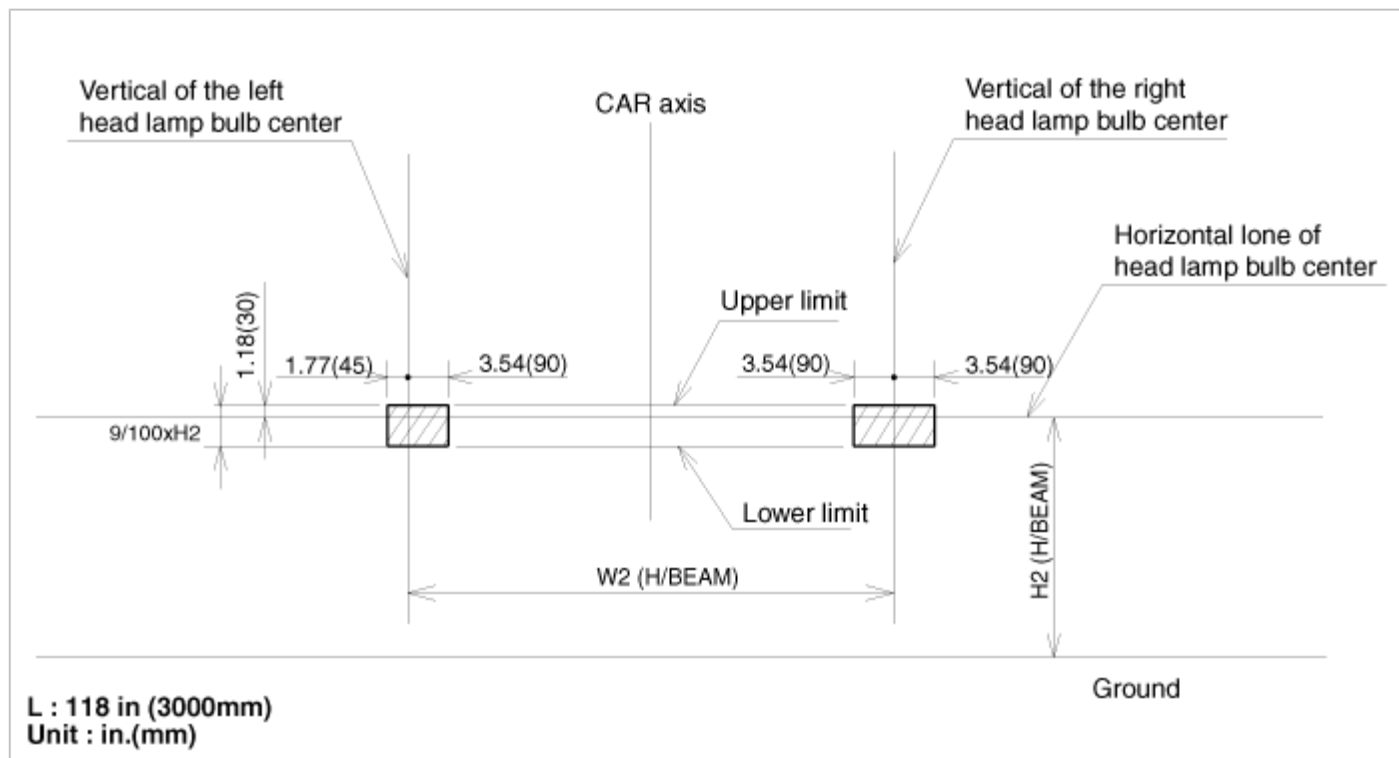 Vertical of the left
head lamp bulb center
CAR axis
Vertical of the right
head lamp bulb center
Horizontal lone of
head lamp bulb center
Upper limit
1.18(30)
1.77(45)
3.54(90)
3.54(90)
3.54(90)
9/100xH2
Lower limit
W2 (H/BEAM)
H2 (H/BEAM)
Ground
L : 118 in (3000mm)
Unit : in.(mm)